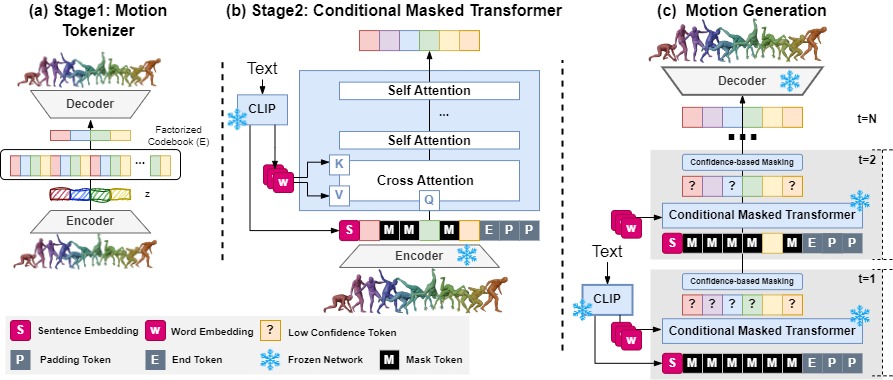 (a) Stage1: Motion
Tokenizer
Decoder
Factorized
Codebook (E)
...
z
Encoder
(b) Stage2: Conditional Masked Transformer
Text
CLIP
Self Attention
...
Self Attention
K
W
Cross Attention
V
Q
S M M M E P P
Encoder
(c) Motion Generation
Decoder
t=N
...
t=2
Confidence-based Masking
? ? ?
Conditional Masked Transformer
W
S M M M M M E P P
Text
t=1
Confidence-based Masking
? ? ? ? ?
CLIP
Conditional Masked Transformer
W
S M M M M M M E P P
S Sentence Embedding
W Word Embedding
? Low Confidence Token
P Padding Token
E End Token
Frozen Network
M Mask Token